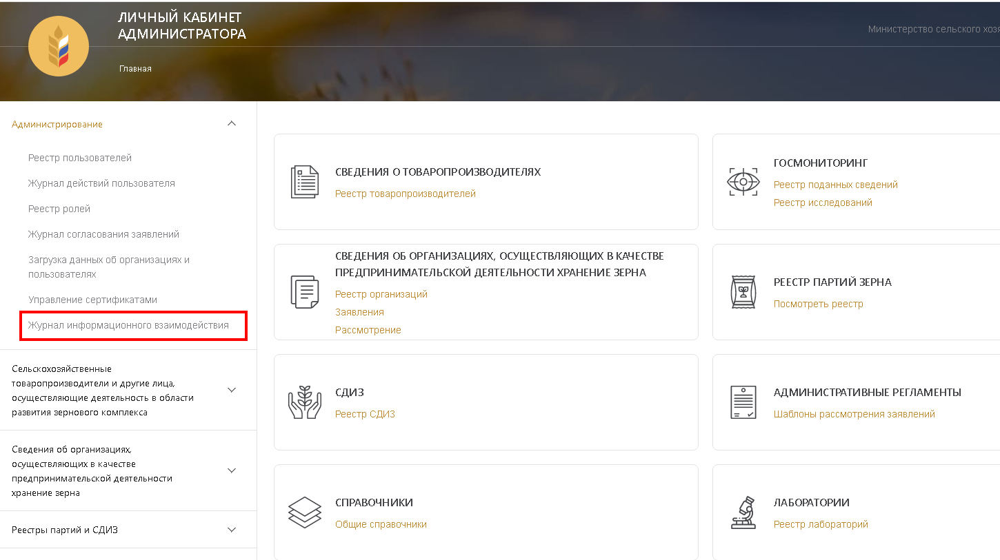 ЛИЧНЫЙ КАБИНЕТ
АДМИНИСТРАТОРА
Министерство сельского
Главная
Администрирование
Реестр пользователей
Журнал действий пользователя
Реестр ролей
Журнал согласования заявлений
Загрузка данных об организациях и
пользователях
Управление сертификатами
Журнал информационного взаимодействия
Сельскохозяйственные
товаропроизводители и другие лица,
осуществляющие деятельность в области
развития зернового комплекса
Сведения об организациях,
осуществляющих в качестве
предпринимательской деятельности
хранение зерна
Реестры партий и СДИЗ
СВЕДЕНИЯ О ТОВАРОПРОИЗВОДИТЕЛЯХ
Реестр товаропроизводителей
ГОСМОНИТОРИНГ
Реестр поданных сведений
Реестр исследований
СВЕДЕНИЯ ОБ ОРГАНИЗАЦИЯХ, ОСУЩЕСТВЛЯЮЩИХ В КАЧЕСТВЕ
ПРЕДПРИНИМАТЕЛЬСКОЙ ДЕЯТЕЛЬНОСТИ ХРАНЕНИЕ ЗЕРНА
Реестр организаций
Заявления
Рассмотрение
РЕЕСТР ПАРТИЙ ЗЕРНА
Посмотреть реестр
СДИЗ
Реестр СДИЗ
АДМИНИСТРАТИВНЫЕ РЕГЛАМЕНТЫ
Шаблоны рассмотрения заявлений
СПРАВОЧНИКИ
Общие справочники
ЛАБОРАТОРИИ
Реестр лабораторий